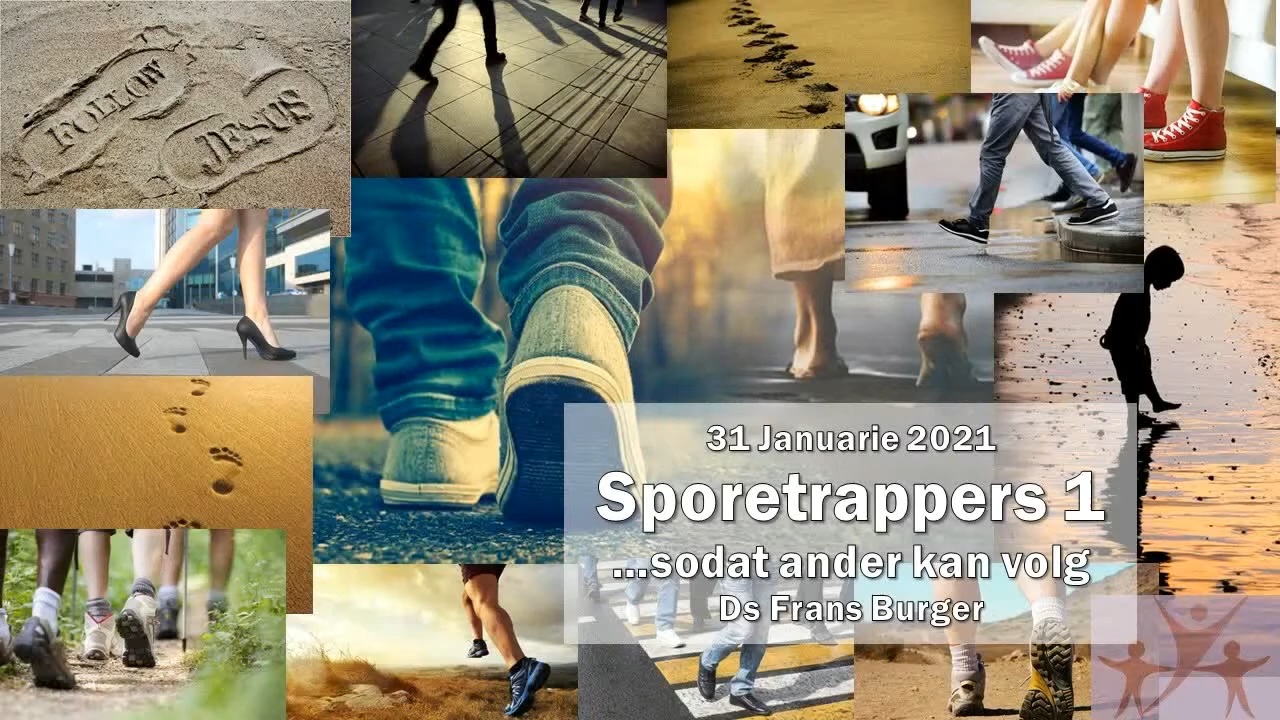 FOLLOW
JESUS
31 Januarie 2021
Sporetrappers 1
...sodat ander kan volg
Ds Frans Burger